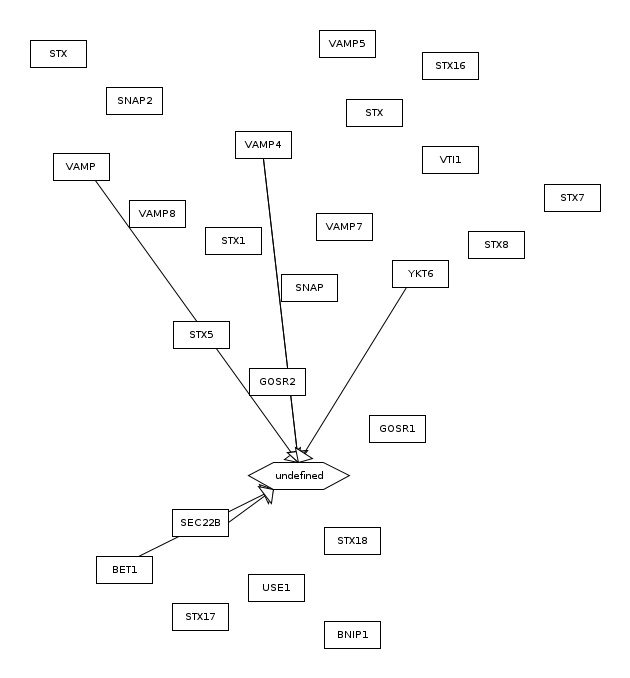 VAMP5
STX
STX16
SNAP2
STX
VAMP4
VTI1
VAMP
STX7
VAMP8
VAMP7
STX1
STX8
YKT6
SNAP
STX5
GOSR2
GOSR1
undefined
SEC22B
STX18
BET1
USE1
STX17
BNIP1